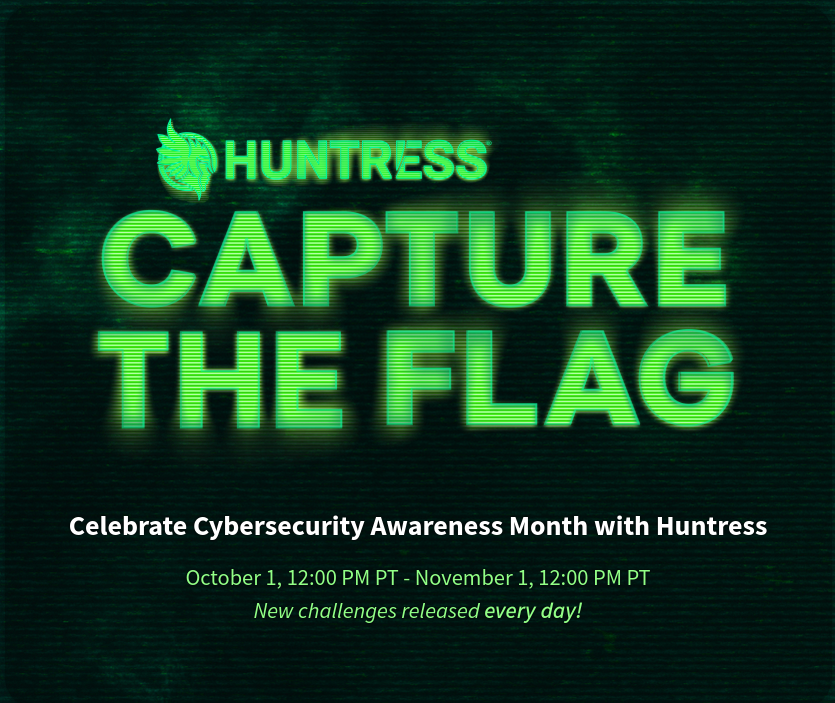 HUNTRESS
CAPTURE
THE FLAG
Celebrate Cybersecurity Awareness Month with Huntress
October 1, 12:00 PM PT - November 1, 12:00 PM PT
New challenges released every day!